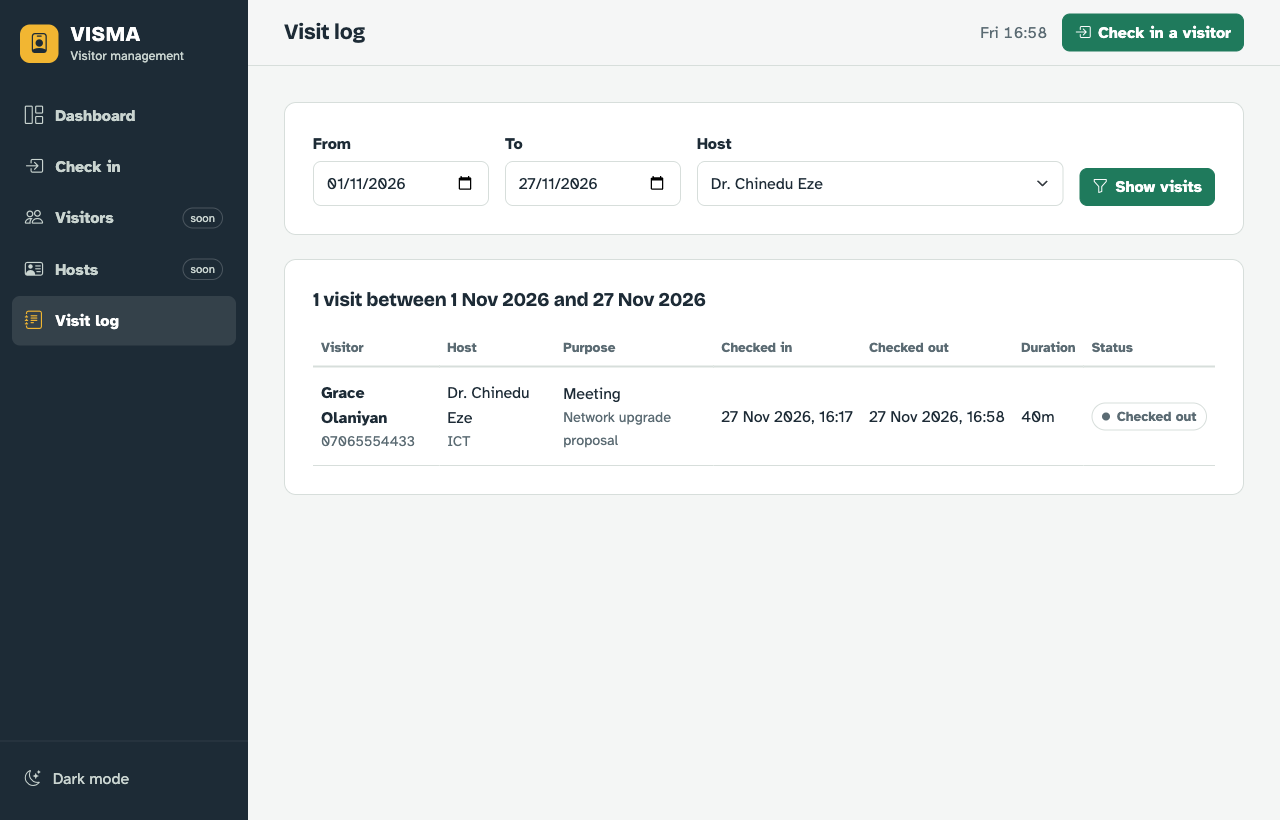 VISMA
Visitor management
Dashboard
Check in
Visitors soon
Hosts soon
Visit log
Dark mode
Visit log
Fri 16:58
Check in a visitor
From To Host
01/11/2026 27/11/2026 Dr. Chinedu Eze Show visits
1 visit between 1 Nov 2026 and 27 Nov 2026
Visitor Host Purpose Checked in Checked out Duration Status
Grace
Olaniyan
07065554433
Dr. Chinedu
Eze
ICT
Meeting
Network upgrade
proposal
27 Nov 2026, 16:17
27 Nov 2026, 16:58
40m
Checked out